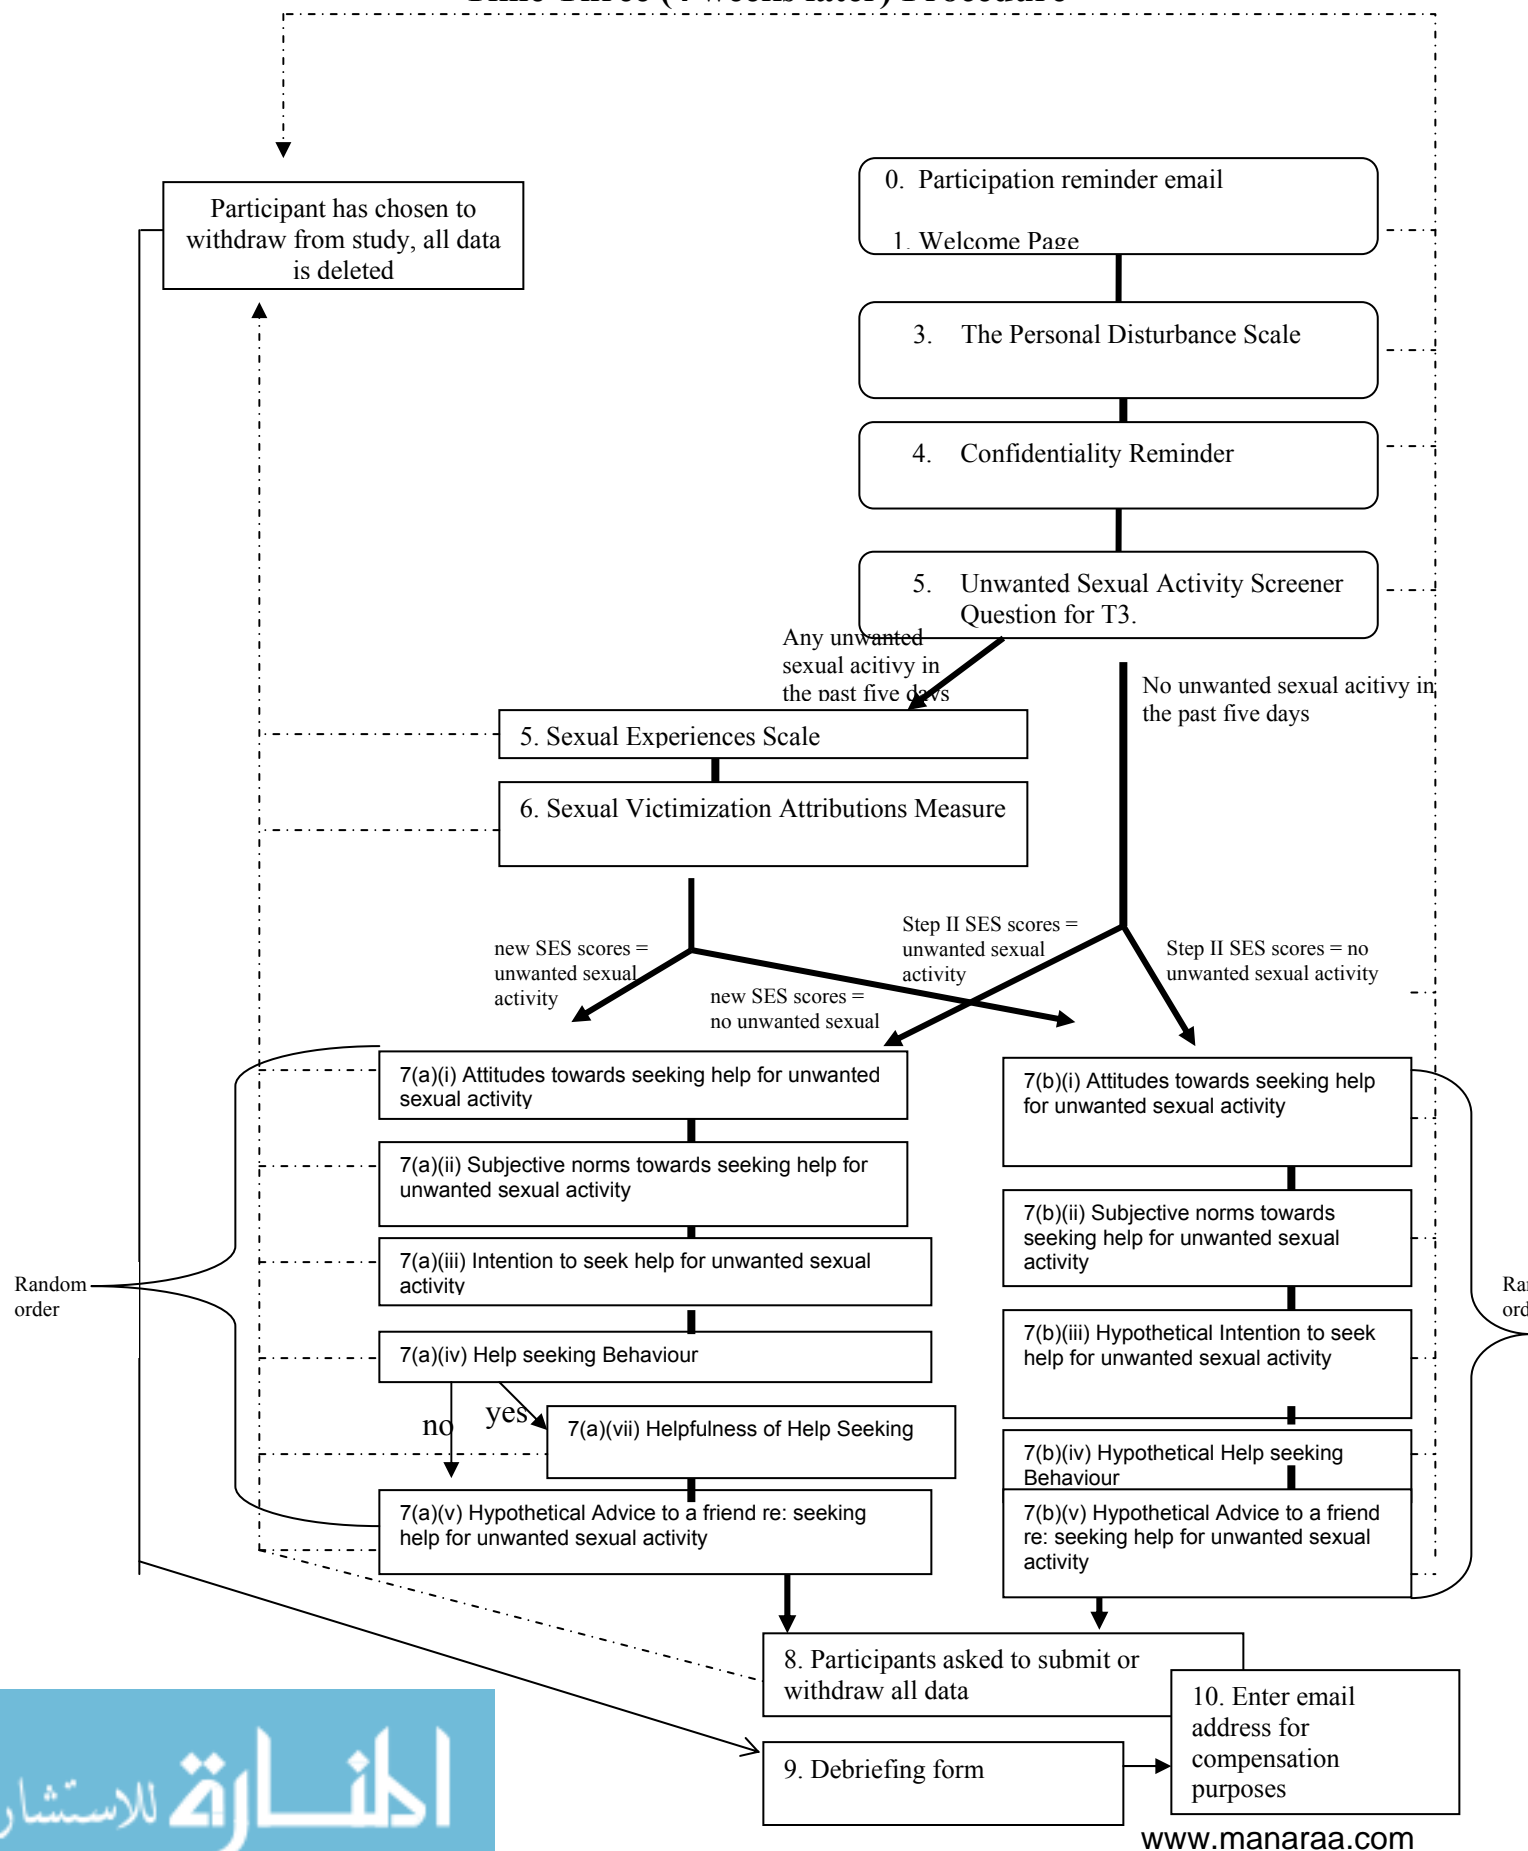 Time Three (4 weeks later) Procedure
Participant has chosen to
withdraw from study, all data
is deleted
0. Participation reminder email
1. Welcome Page
3. The Personal Disturbance Scale
4. Confidentiality Reminder
5. Unwanted Sexual Activity Screener
Question for T3.
Any unwanted
sexual acitivy in
the past five days
No unwanted sexual acitivy in
the past five days
5. Sexual Experiences Scale
6. Sexual Victimization Attributions Measure
new SES scores =
unwanted sexual
activity
new SES scores =
no unwanted sexual
Step II SES scores =
unwanted sexual
activity
Step II SES scores = no
unwanted sexual activity
Random
order
7(a)(i) Attitudes towards seeking help for unwanted
sexual activity
7(a)(ii) Subjective norms towards seeking help for
unwanted sexual activity
7(a)(iii) Intention to seek help for unwanted sexual
activity
7(a)(iv) Help seeking Behaviour
no
yes
7(a)(vii) Helpfulness of Help Seeking
7(a)(v) Hypothetical Advice to a friend re: seeking
help for unwanted sexual activity
7(b)(i) Attitudes towards seeking help
for unwanted sexual activity
7(b)(ii) Subjective norms towards
seeking help for unwanted sexual
activity
7(b)(iii) Hypothetical Intention to seek
help for unwanted sexual activity
7(b)(iv) Hypothetical Help seeking
Behaviour
7(b)(v) Hypothetical Advice to a friend
re: seeking help for unwanted sexual
activity
8. Participants asked to submit or
withdraw all data
9. Debriefing form
10. Enter email
address for
compensation
purposes
المنارة للاستشار
www.manaraa.com